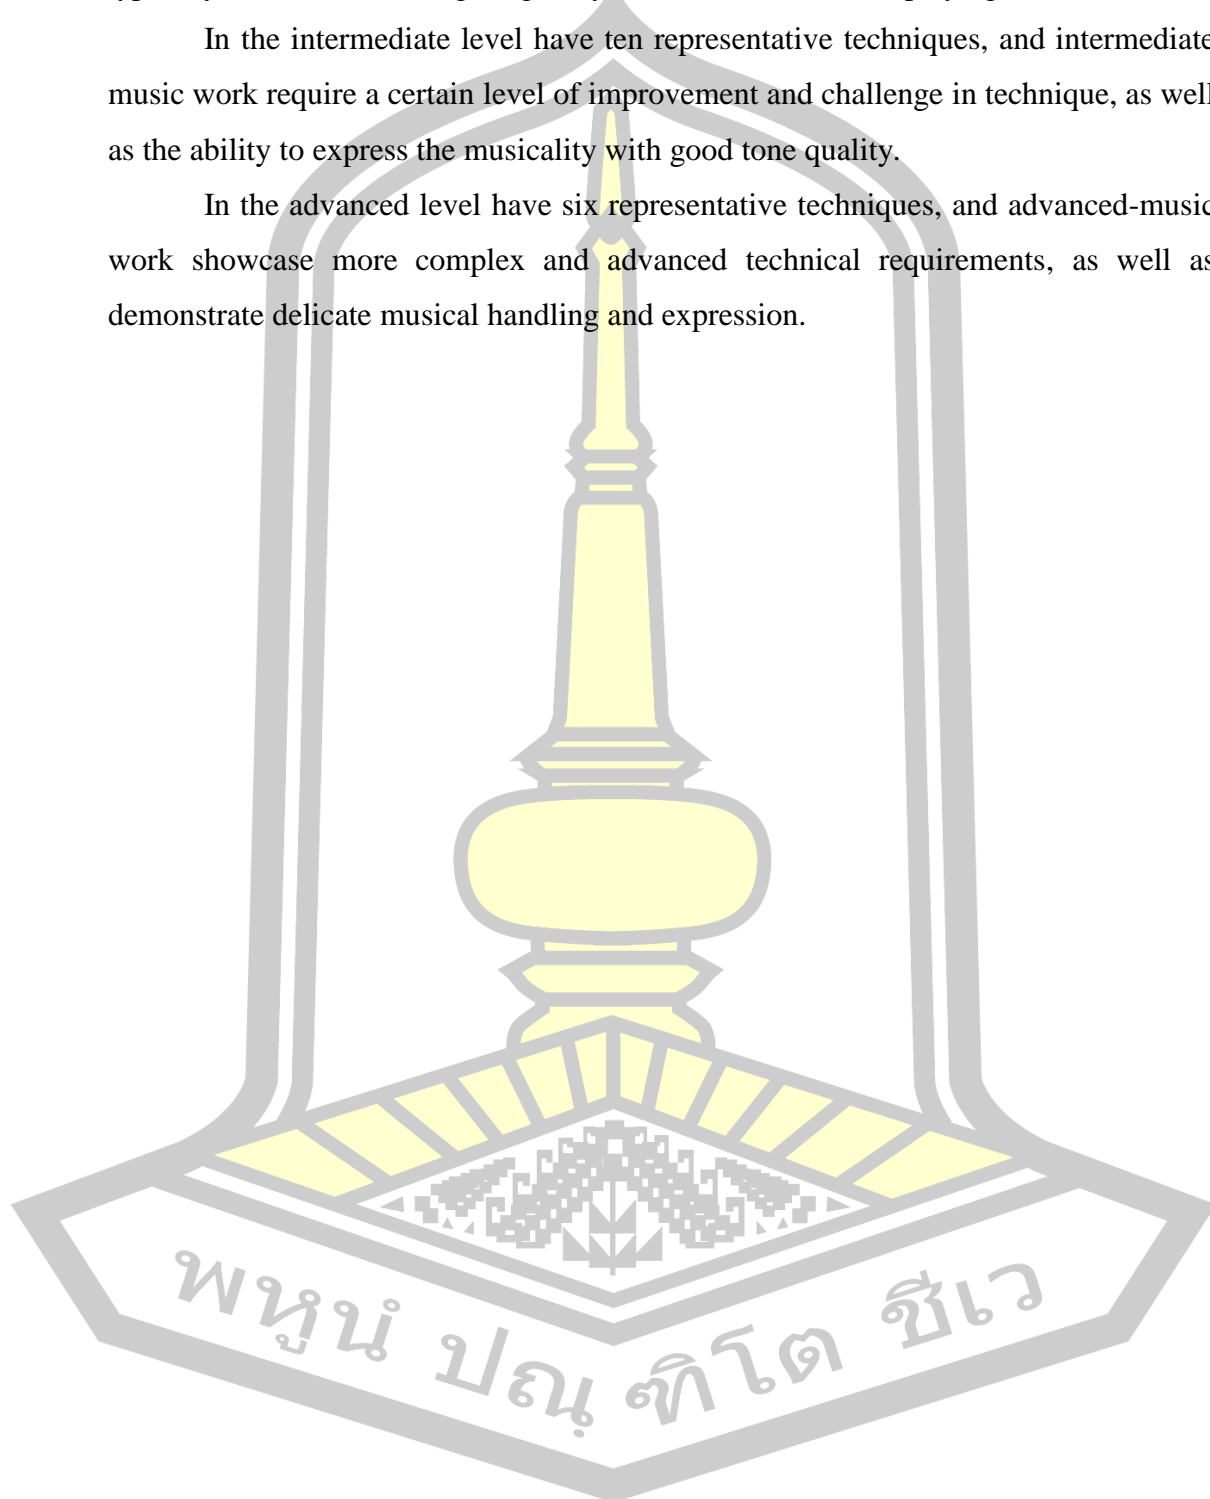 In the intermediate level have ten representative techniques, and intermediate
music work require a certain level of improvement and challenge in technique, as well
as the ability to express the musicality with good tone quality.
In the advanced level have six representative techniques, and advanced-music
work showcase more complex and advanced technical requirements, as well as
demonstrate delicate musical handling and expression.
พหูนํ ปณฺฑิโต ชีเว